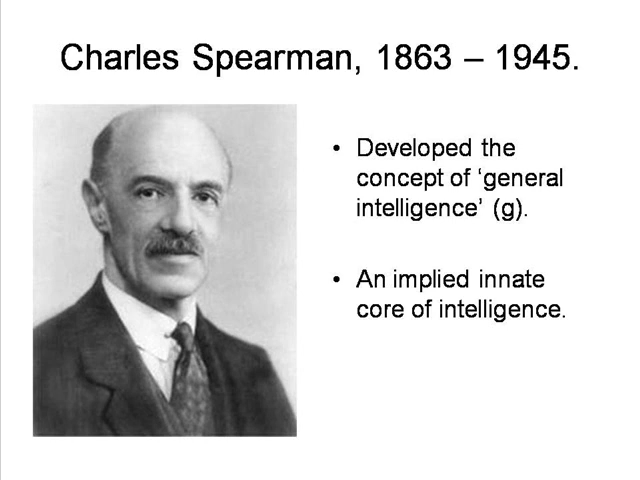 Charles Spearman, 1863 – 1945.
• Developed the
concept of ‘general
intelligence’ (g).
• An implied innate
core of intelligence.